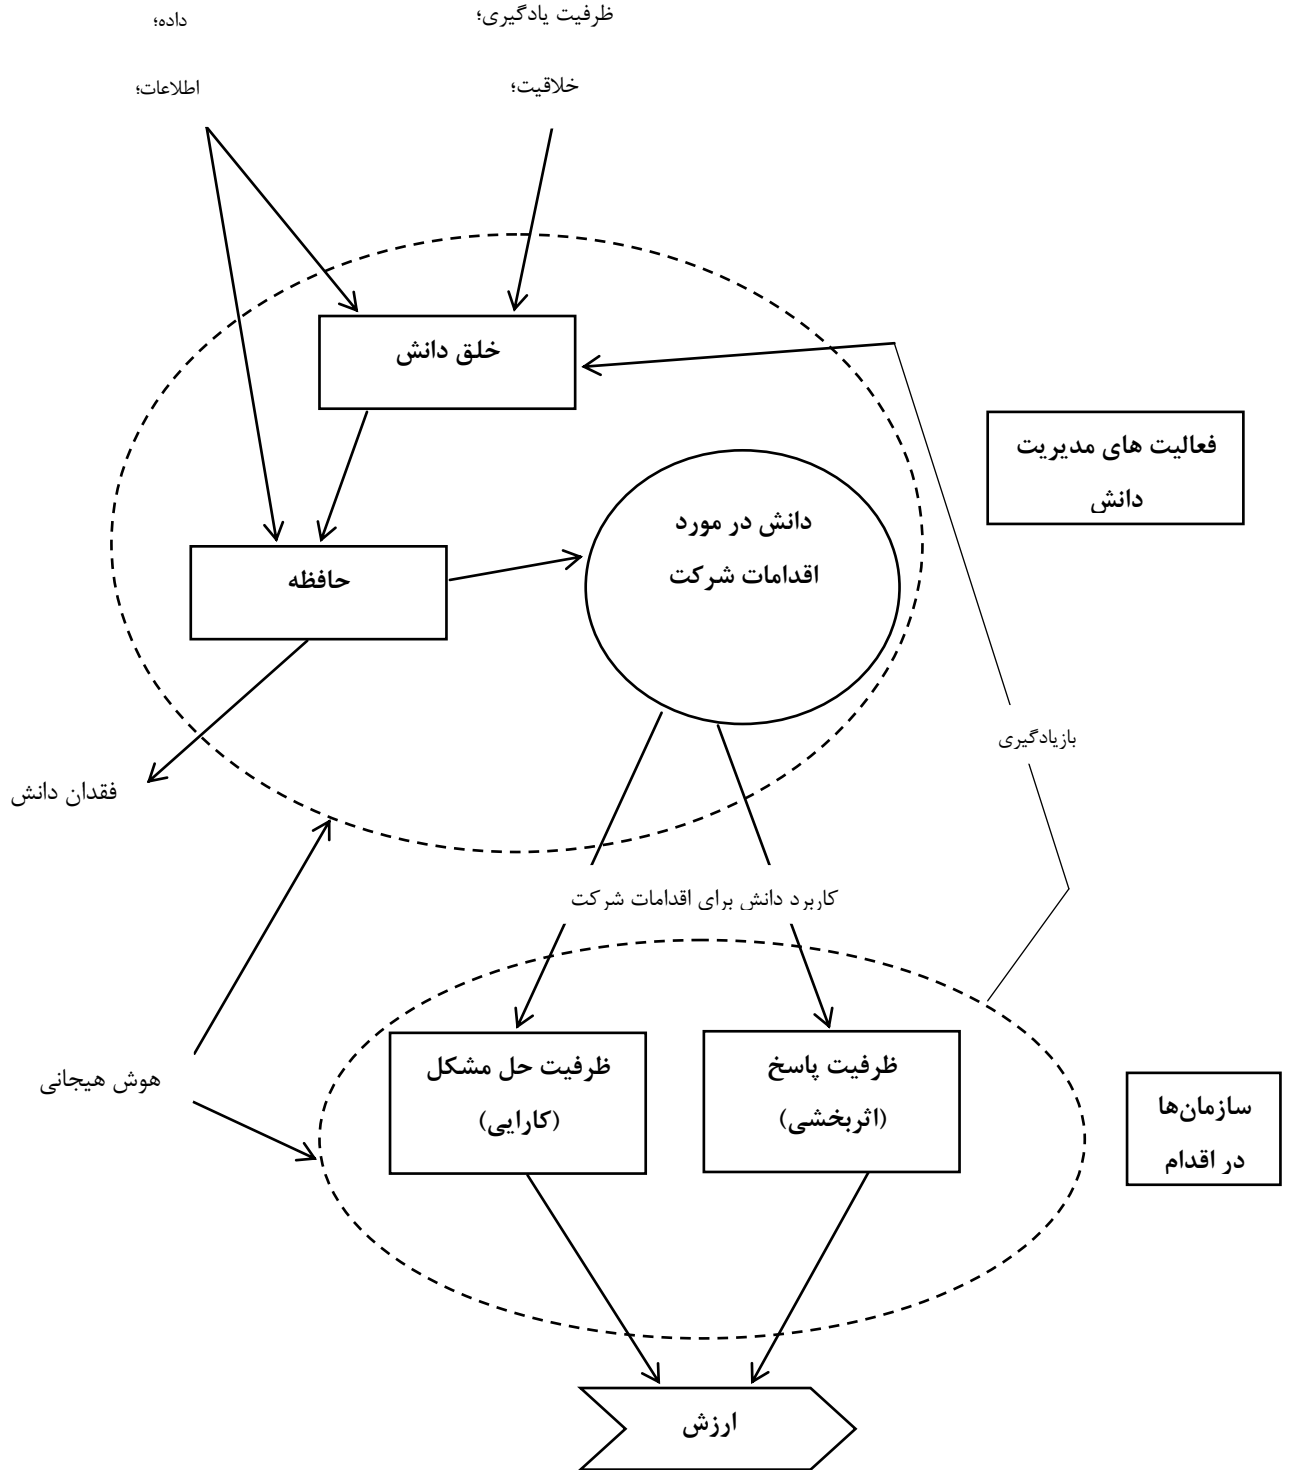 ظرفیت یادگیری؛
داده؛
خلاقیت؛
اطلاعات؛
خلق دانش
فعالیت های مدیریت
دانش
دانش در مورد
اقدامات شرکت
حافظه
بازیادگیری
فقدان دانش
کاربرد دانش برای اقدامات شرکت
ظرفیت پاسخ
(اثربخشی)
ظرفیت حل مشکل
(کارایی)
هوش هیجانی
سازمان‌ها
در اقدام
ارزش